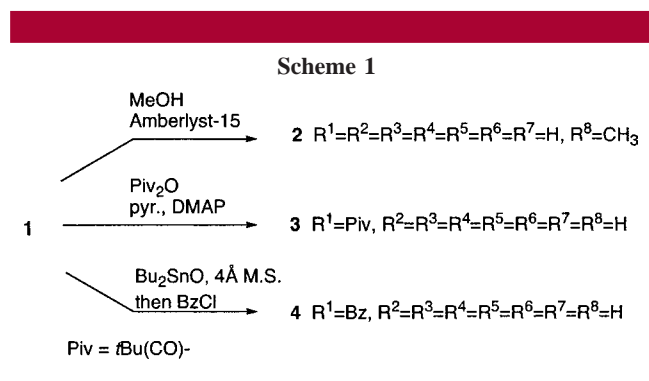 Scheme 1
MeOH
Amberlyst-15
2 R¹=R²=R³=R⁴=R⁵=R⁶=R⁷=H, R⁸=CH₃
Piv₂O
pyr., DMAP
1
3 R¹=Piv, R²=R³=R⁴=R⁵=R⁶=R⁷=R⁸=H
Bu₂SnO, 4Å M.S.
then BzCl
4 R¹=Bz, R²=R³=R⁴=R⁵=R⁶=R⁷=R⁸=H
Piv = tBu(CO)-